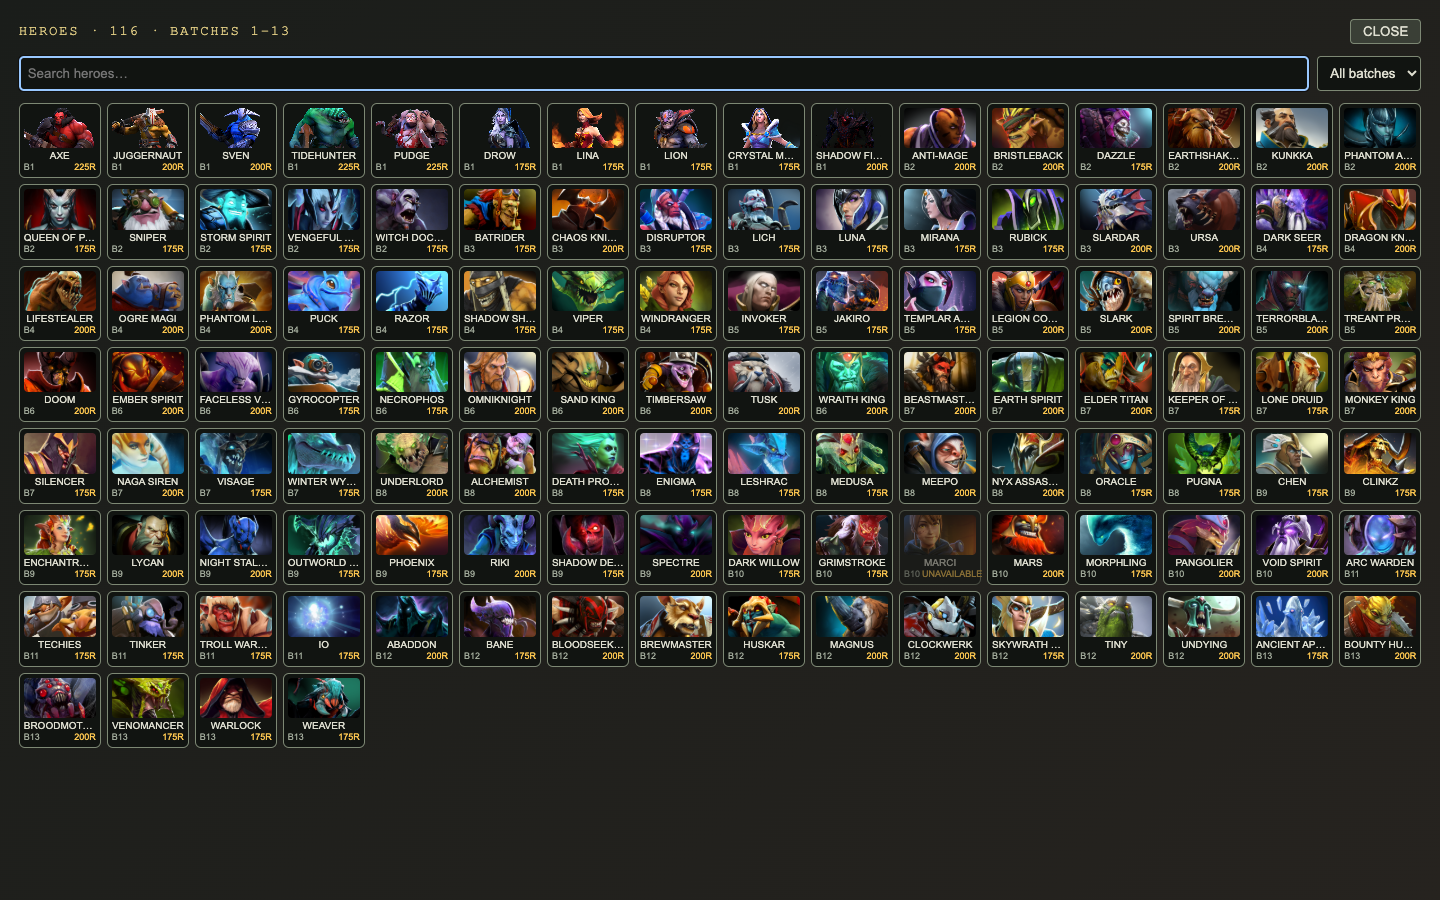 HEROES · 116 · BATCHES 1–13
CLOSE
Search heroes...
All batches
AXE JUGGERNAUT SVEN TIDEHUNTER PUDGE DROW LINA LION CRYSTAL M... SHADOW FI... ANTI-MAGE BRISTLEBACK DAZZLE EARTHSHAK... KUNKKA PHANTOM A...
B1 225R B1 200R B1 200R B1 225R B1 225R B1 175R B1 175R B1 175R B1 175R B1 200R B2 200R B2 200R B2 175R B2 200R B2 200R B2 200R
QUEEN OF P... SNIPER STORM SPIRIT VENGEFUL ... WITCH DOC... BATRIDER CHAOS KNI... DISRUPTOR LICH LUNA MIRANA RUBICK SLARDAR URSA DARK SEER DRAGON KN...
B2 175R B2 175R B2 175R B2 175R B2 175R B3 175R B3 200R B3 175R B3 175R B3 175R B3 175R B3 175R B3 200R B3 200R B4 175R B4 200R
LIFESTEALER OGRE MAGI PHANTOM L... PUCK RAZOR SHADOW SH... VIPER WINDRANGER INVOKER JAKIRO TEMPLAR A... LEGION CO... SLARK SPIRIT BRE... TERRORBLA... TREANT PR...
B4 200R B4 200R B4 200R B4 175R B4 175R B4 175R B4 175R B4 175R B5 175R B5 175R B5 175R B5 200R B5 200R B5 200R B5 200R B5 200R
DOOM EMBER SPIRIT FACELESS V... GYROCOPTER NECROPHOS OMNIKNIGHT SAND KING TIMBERSAW TUSK WRAITH KING BEASTMAST... EARTH SPIRIT ELDER TITAN KEEPER OF ... LONE DRUID MONKEY KING
B6 200R B6 200R B6 200R B6 175R B6 175R B6 200R B6 200R B6 200R B6 200R B6 200R B7 200R B7 200R B7 200R B7 175R B7 175R B7 200R
SILENCER NAGA SIREN VISAGE WINTER WY... UNDERLORD ALCHEMIST DEATH PRO... ENIGMA LESHRAC MEDUSA MEEPO NYX ASSAS... ORACLE PUGNA CHEN CLINKZ
B7 175R B7 200R B7 175R B7 175R B8 200R B8 200R B8 175R B8 175R B8 175R B8 175R B8 200R B8 200R B8 175R B8 175R B9 175R B9 175R
ENCHANTR... LYCAN NIGHT STAL... OUTWORLD ... PHOENIX RIKI SHADOW DE... SPECTRE DARK WILLOW GRIMSTROKE MARCI MARS MORPHLING PANGOLIER VOID SPIRIT ARC WARDEN
B9 175R B9 200R B9 200R B9 175R B9 175R B9 200R B9 175R B9 200R B10 175R B10 175R B10 UNAVAILABLE B10 200R B10 175R B10 200R B10 200R B11 175R
TECHIES TINKER TROLL WAR... IO ABADDON BANE BLOODSEEK... BREWMASTER HUSKAR MAGNUS CLOCKWERK SKYWRATH ... TINY UNDYING ANCIENT AP... BOUNTY HU...
B11 175R B11 175R B11 175R B11 175R B12 200R B12 175R B12 200R B12 200R B12 175R B12 200R B12 200R B12 175R B12 200R B12 200R B13 175R B13 200R
BROODMOT... VENOMANCER WARLOCK WEAVER
B13 200R B13 175R B13 175R B13 175R